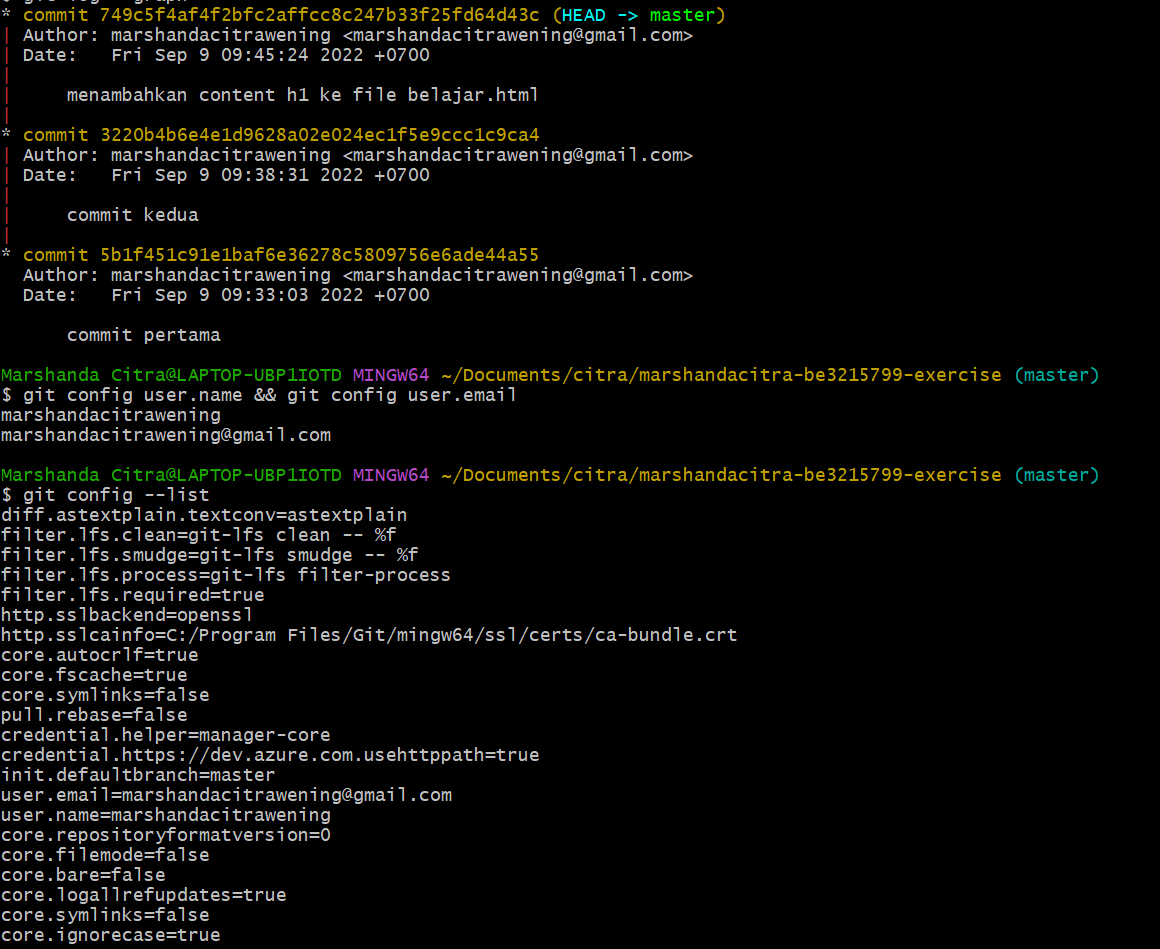 * commit 749c5f4af4f2bfc2affcc8c247b33f25fd64d43c (HEAD -> master)
| Author: marshandacitrawening <marshandacitrawening@gmail.com>
| Date:   Fri Sep 9 09:45:24 2022 +0700
|
|     menambahkan content h1 ke file belajar.html
|
* commit 3220b4b6e4e1d9628a02e024ec1f5e9ccc1c9ca4
| Author: marshandacitrawening <marshandacitrawening@gmail.com>
| Date:   Fri Sep 9 09:38:31 2022 +0700
|
|     commit kedua
|
* commit 5b1f451c91e1baf6e36278c5809756e6ade44a55
  Author: marshandacitrawening <marshandacitrawening@gmail.com>
  Date:   Fri Sep 9 09:33:03 2022 +0700

      commit pertama

Marshanda Citra@LAPTOP-UBP1IOTD MINGW64 ~/Documents/citra/marshandacitra-be3215799-exercise (master)
$ git config user.name && git config user.email
marshandacitrawening
marshandacitrawening@gmail.com

Marshanda Citra@LAPTOP-UBP1IOTD MINGW64 ~/Documents/citra/marshandacitra-be3215799-exercise (master)
$ git config --list
diff.astextplain.textconv=astextplain
filter.lfs.clean=git-lfs clean -- %f
filter.lfs.smudge=git-lfs smudge -- %f
filter.lfs.process=git-lfs filter-process
filter.lfs.required=true
http.sslbackend=openssl
http.sslcainfo=C:/Program Files/Git/mingw64/ssl/certs/ca-bundle.crt
core.autocrlf=true
core.fscache=true
core.symlinks=false
pull.rebase=false
credential.helper=manager-core
credential.https://dev.azure.com.usehttppath=true
init.defaultbranch=master
user.email=marshandacitrawening@gmail.com
user.name=marshandacitrawening
core.repositoryformatversion=0
core.filemode=false
core.bare=false
core.logallrefupdates=true
core.symlinks=false
core.ignorecase=true